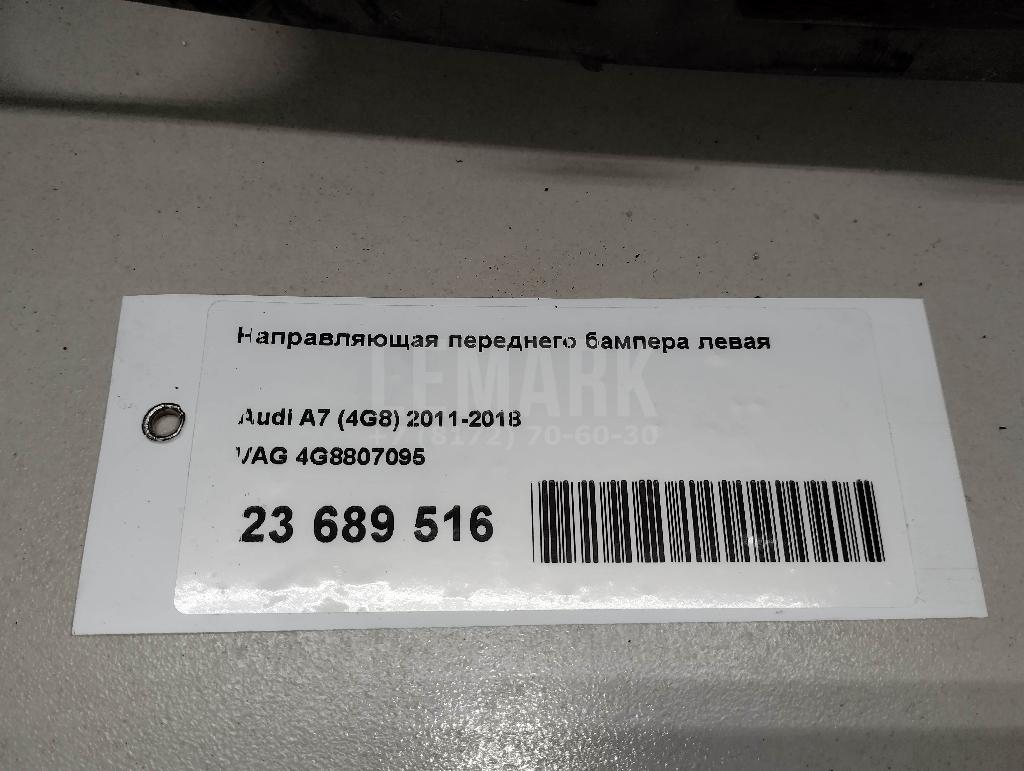 Направляющая переднего бампера левая
LEMARK
Audi A7 (4G8) 2011-2018
+7 (8172) 70-60-30
VAG 4G8807095
23 689 516